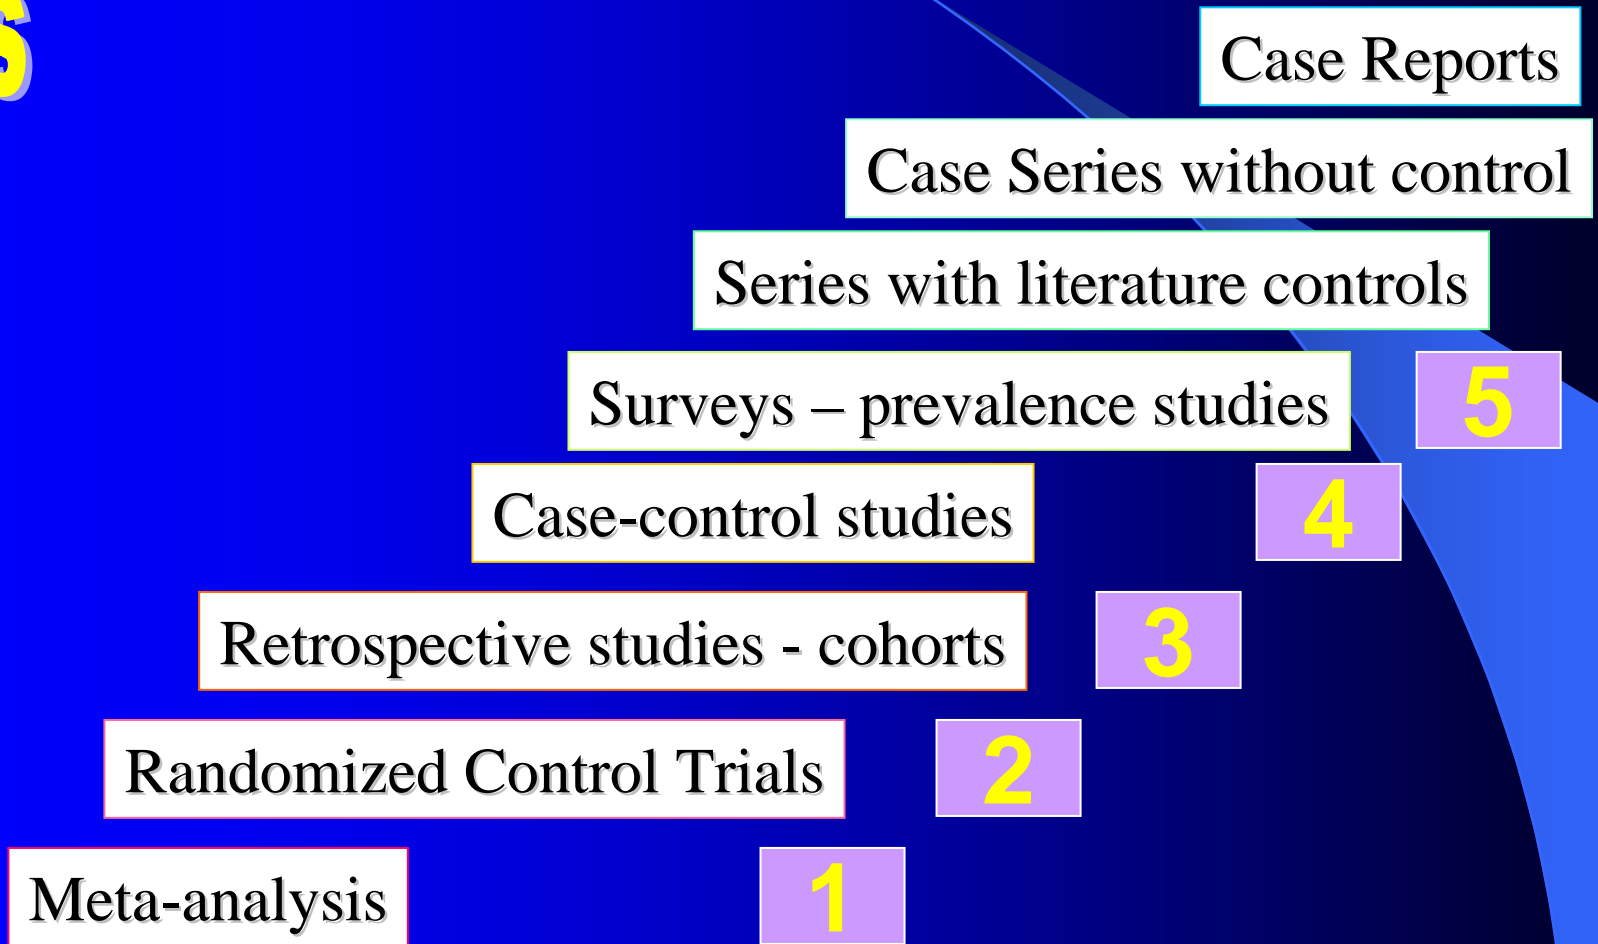 s
Case Reports
Case Series without control
Series with literature controls
Surveys – prevalence studies 5
Case-control studies 4
Retrospective studies - cohorts 3
Randomized Control Trials 2
Meta-analysis 1